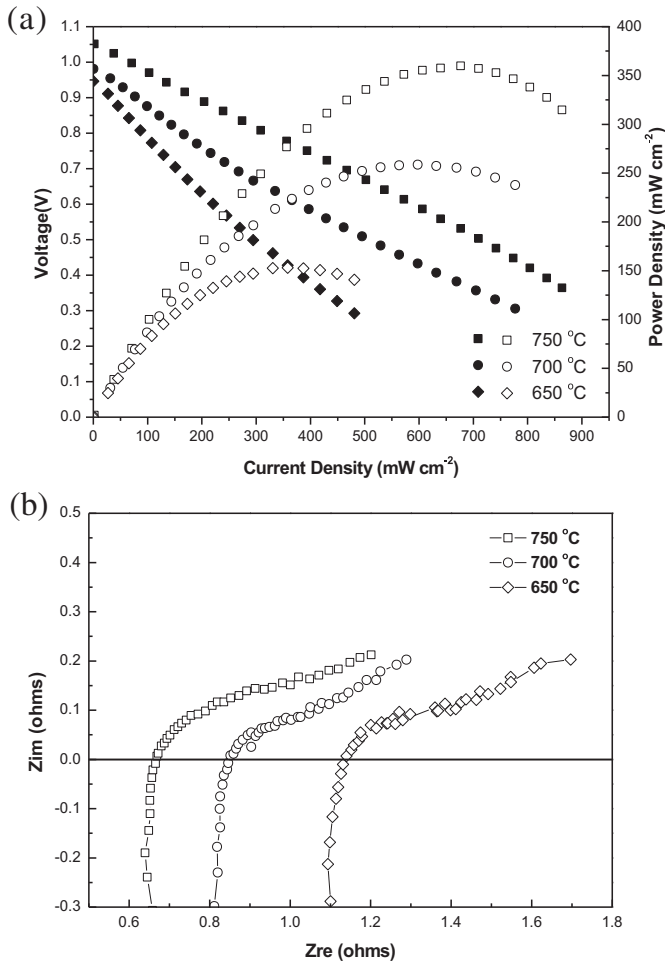 (a)
1.1
1.0
0.9
0.8
0.7
0.6
0.5
0.4
0.3
0.2
0.1
0.0
Voltage(V)
400
350
300
250
200
150
100
50
0
Power Density (mW cm-2)
750 °C
700 °C
650 °C
0 100 200 300 400 500 600 700 800 900
Current Density (mW cm-2)
(b)
0.5
0.4
0.3
0.2
0.1
0.0
-0.1
-0.2
-0.3
Zim (ohms)
750 °C
700 °C
650 °C
0.6 0.8 1.0 1.2 1.4 1.6 1.8
Zre (ohms)